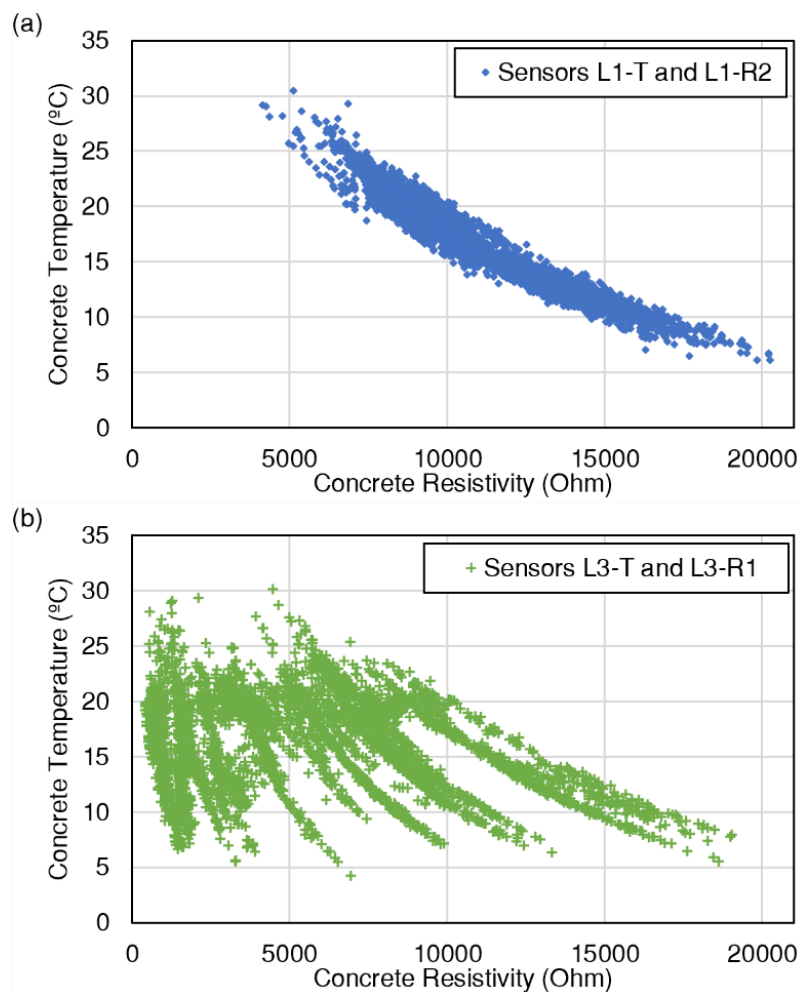 (a)
35
30
25
20
15
10
5
0
Concrete Temperature (ºC)
Sensors L1-T and L1-R2
0 5000 10000 15000 20000
Concrete Resistivity (Ohm)
(b)
35
30
25
20
15
10
5
0
Concrete Temperature (ºC)
Sensors L3-T and L3-R1
0 5000 10000 15000 20000
Concrete Resistivity (Ohm)